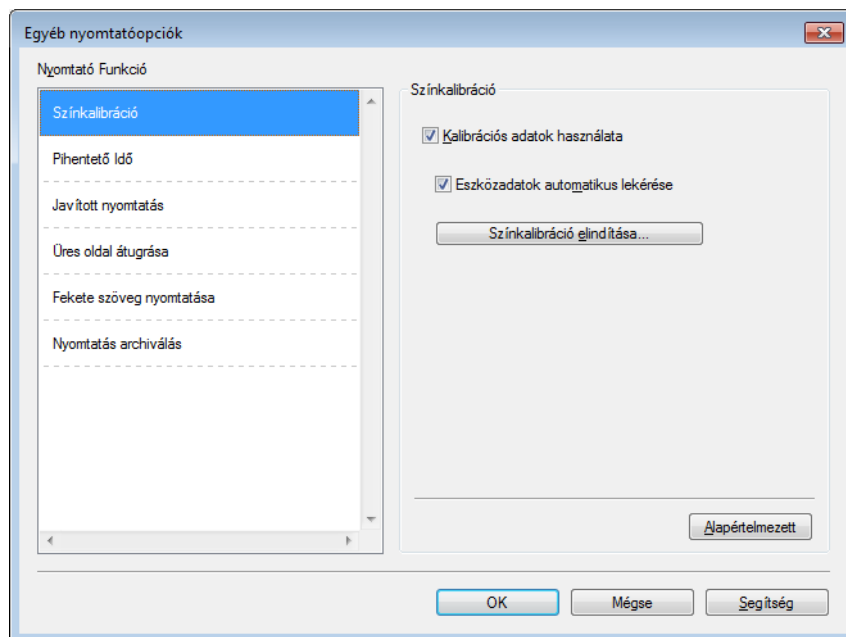 Egyéb nyomtatóopciók
Nyomtató Funkció
Színkalibráció
Pihentető Idő
Javított nyomtatás
Üres oldal átugrása
Fekete szöveg nyomtatása
Nyomtatás archiválás
Színkalibráció
Kalibrációs adatok használata
Eszközadatok automatikus lekérése
Színkalibráció elindítása...
Alapértelmezett
OK
Mégse
Segítség